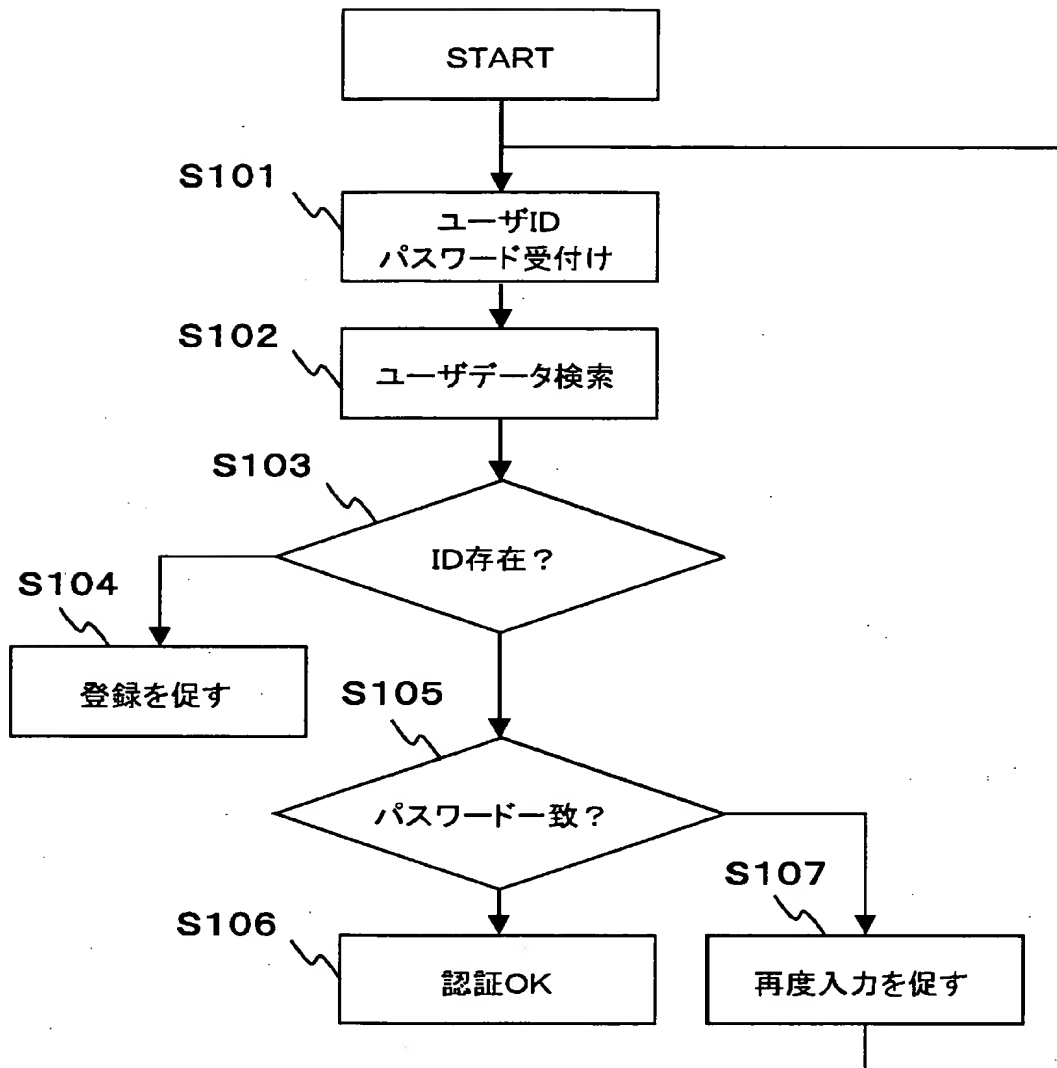 START
S101
ユーザID
パスワード受付け
S102
ユーザデータ検索
S103
ID存在?
S104
登録を促す
S105
パスワード一致?
S107
S106
認証OK
再度入力を促す